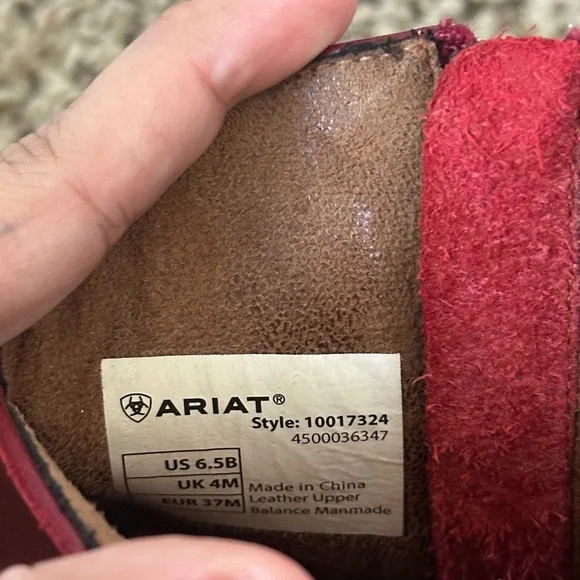 ARIAT®
Style: 10017324
4500036347
US 6.5B
UK 4M
EUR 37M
Made in China
Leather Upper
Balance Manmade